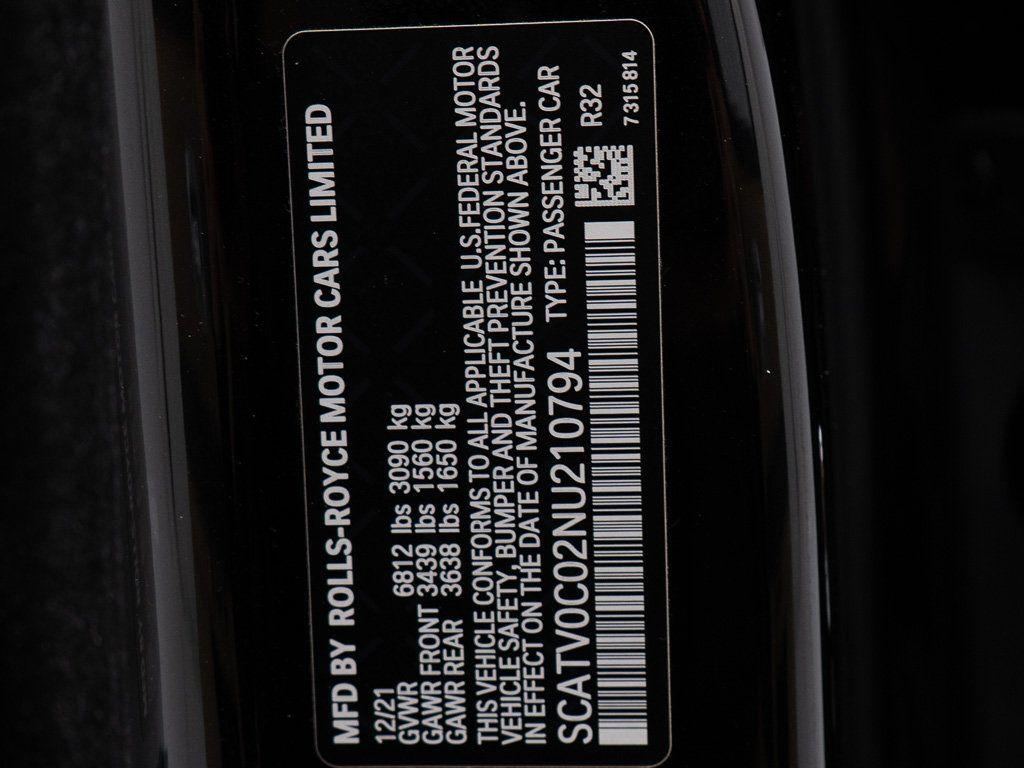 MFD BY ROLLS-ROYCE MOTOR CARS LIMITED
12/21
GVWR 6812 lbs 3090 kg
GAWR FRONT 3439 lbs 1560 kg
GAWR REAR 3638 lbs 1650 kg
THIS VEHICLE CONFORMS TO ALL APPLICABLE U.S.FEDERAL MOTOR
VEHICLE SAFETY, BUMPER AND THEFT PREVENTION STANDARDS
IN EFFECT ON THE DATE OF MANUFACTURE SHOWN ABOVE.
SCATV0C02NU210794 TYPE: PASSENGER CAR
R32
7315814